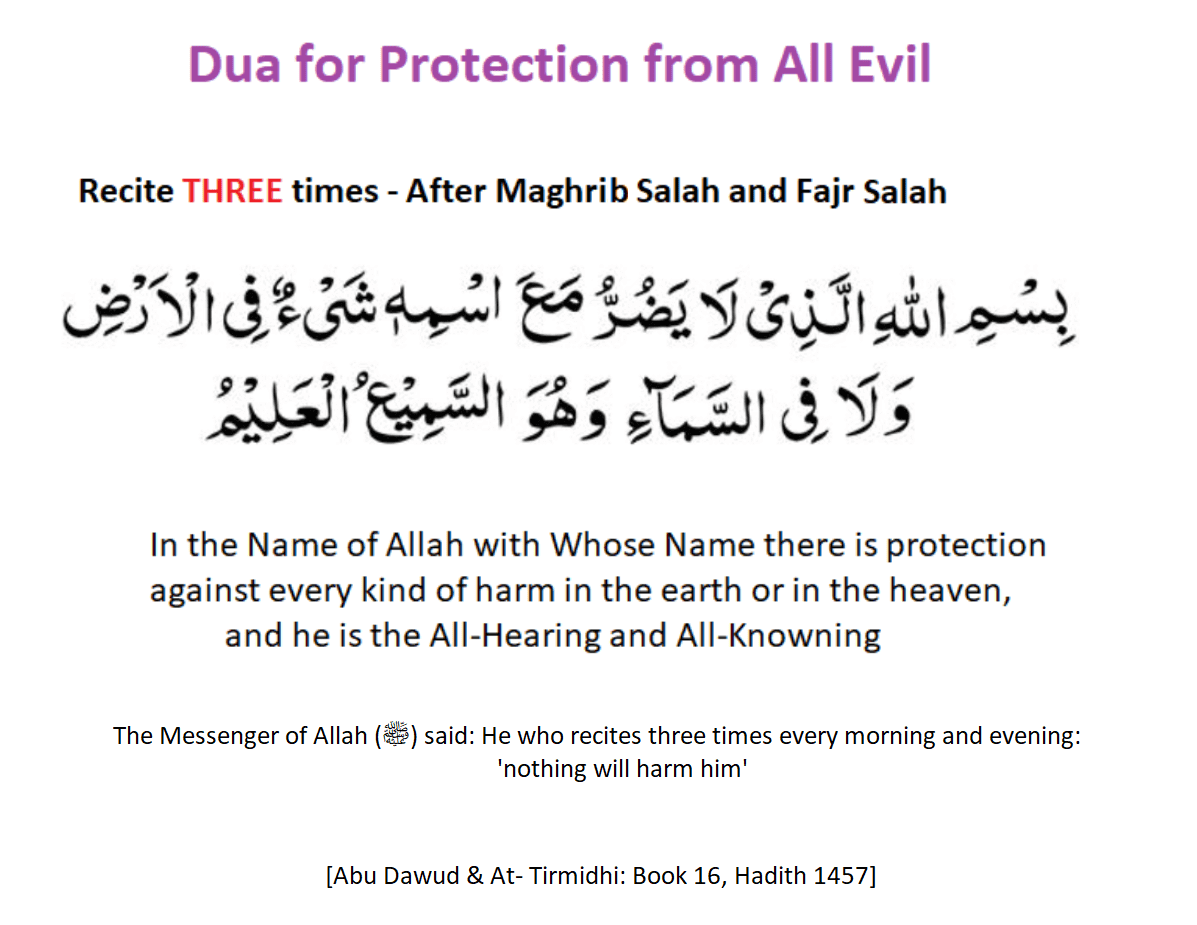 Dua for Protection from All Evil
Recite THREE times - After Maghrib Salah and Fajr Salah
بِسْمِ اللهِ الَّذِیْ لَا یَضُرُّ مَعَ اسْمِهٖ شَیْءٌ فِی الْاَرْضِ
وَلَا فِی السَّمَآءِ وَهُوَ السَّمِیْعُ الْعَلِیْمُ
In the Name of Allah with Whose Name there is protection
against every kind of harm in the earth or in the heaven,
and he is the All-Hearing and All-Knowning
The Messenger of Allah (ﷺ) said: He who recites three times every morning and evening:
'nothing will harm him'
[Abu Dawud & At- Tirmidhi: Book 16, Hadith 1457]